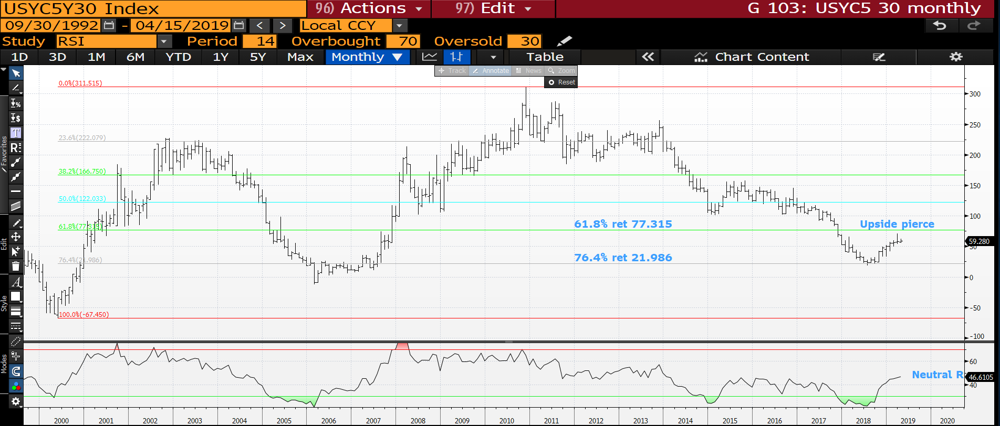 USYC5Y30 Index 96) Actions 97) Edit G 103: USYC5 30 monthly
09/30/1992 - 04/15/2019 < > Local CCY
Study RSI Period 14 Overbought 70 Oversold 30
1D 3D 1M 6M YTD 1Y 5Y Max Monthly Table Chart Content
Track Annotate News Zoom
Reset
0.0%(311.515)
300
250
23.6%(222.079)
200
38.2%(166.750)
150
50.0%(122.033)
100
61.8%(77.315)
61.8% ret 77.315
Upside pierce
59.280
50
76.4%(21.986)
76.4% ret 21.986
0
-50
100.0%(-67.450)
-100
60
Neutral R
46.6105
40
2000 2001 2002 2003 2004 2005 2006 2007 2008 2009 2010 2011 2012 2013 2014 2015 2016 2017 2018 2019 2020
Favorites
Edit
Style
Modes
%
$
T
R
A